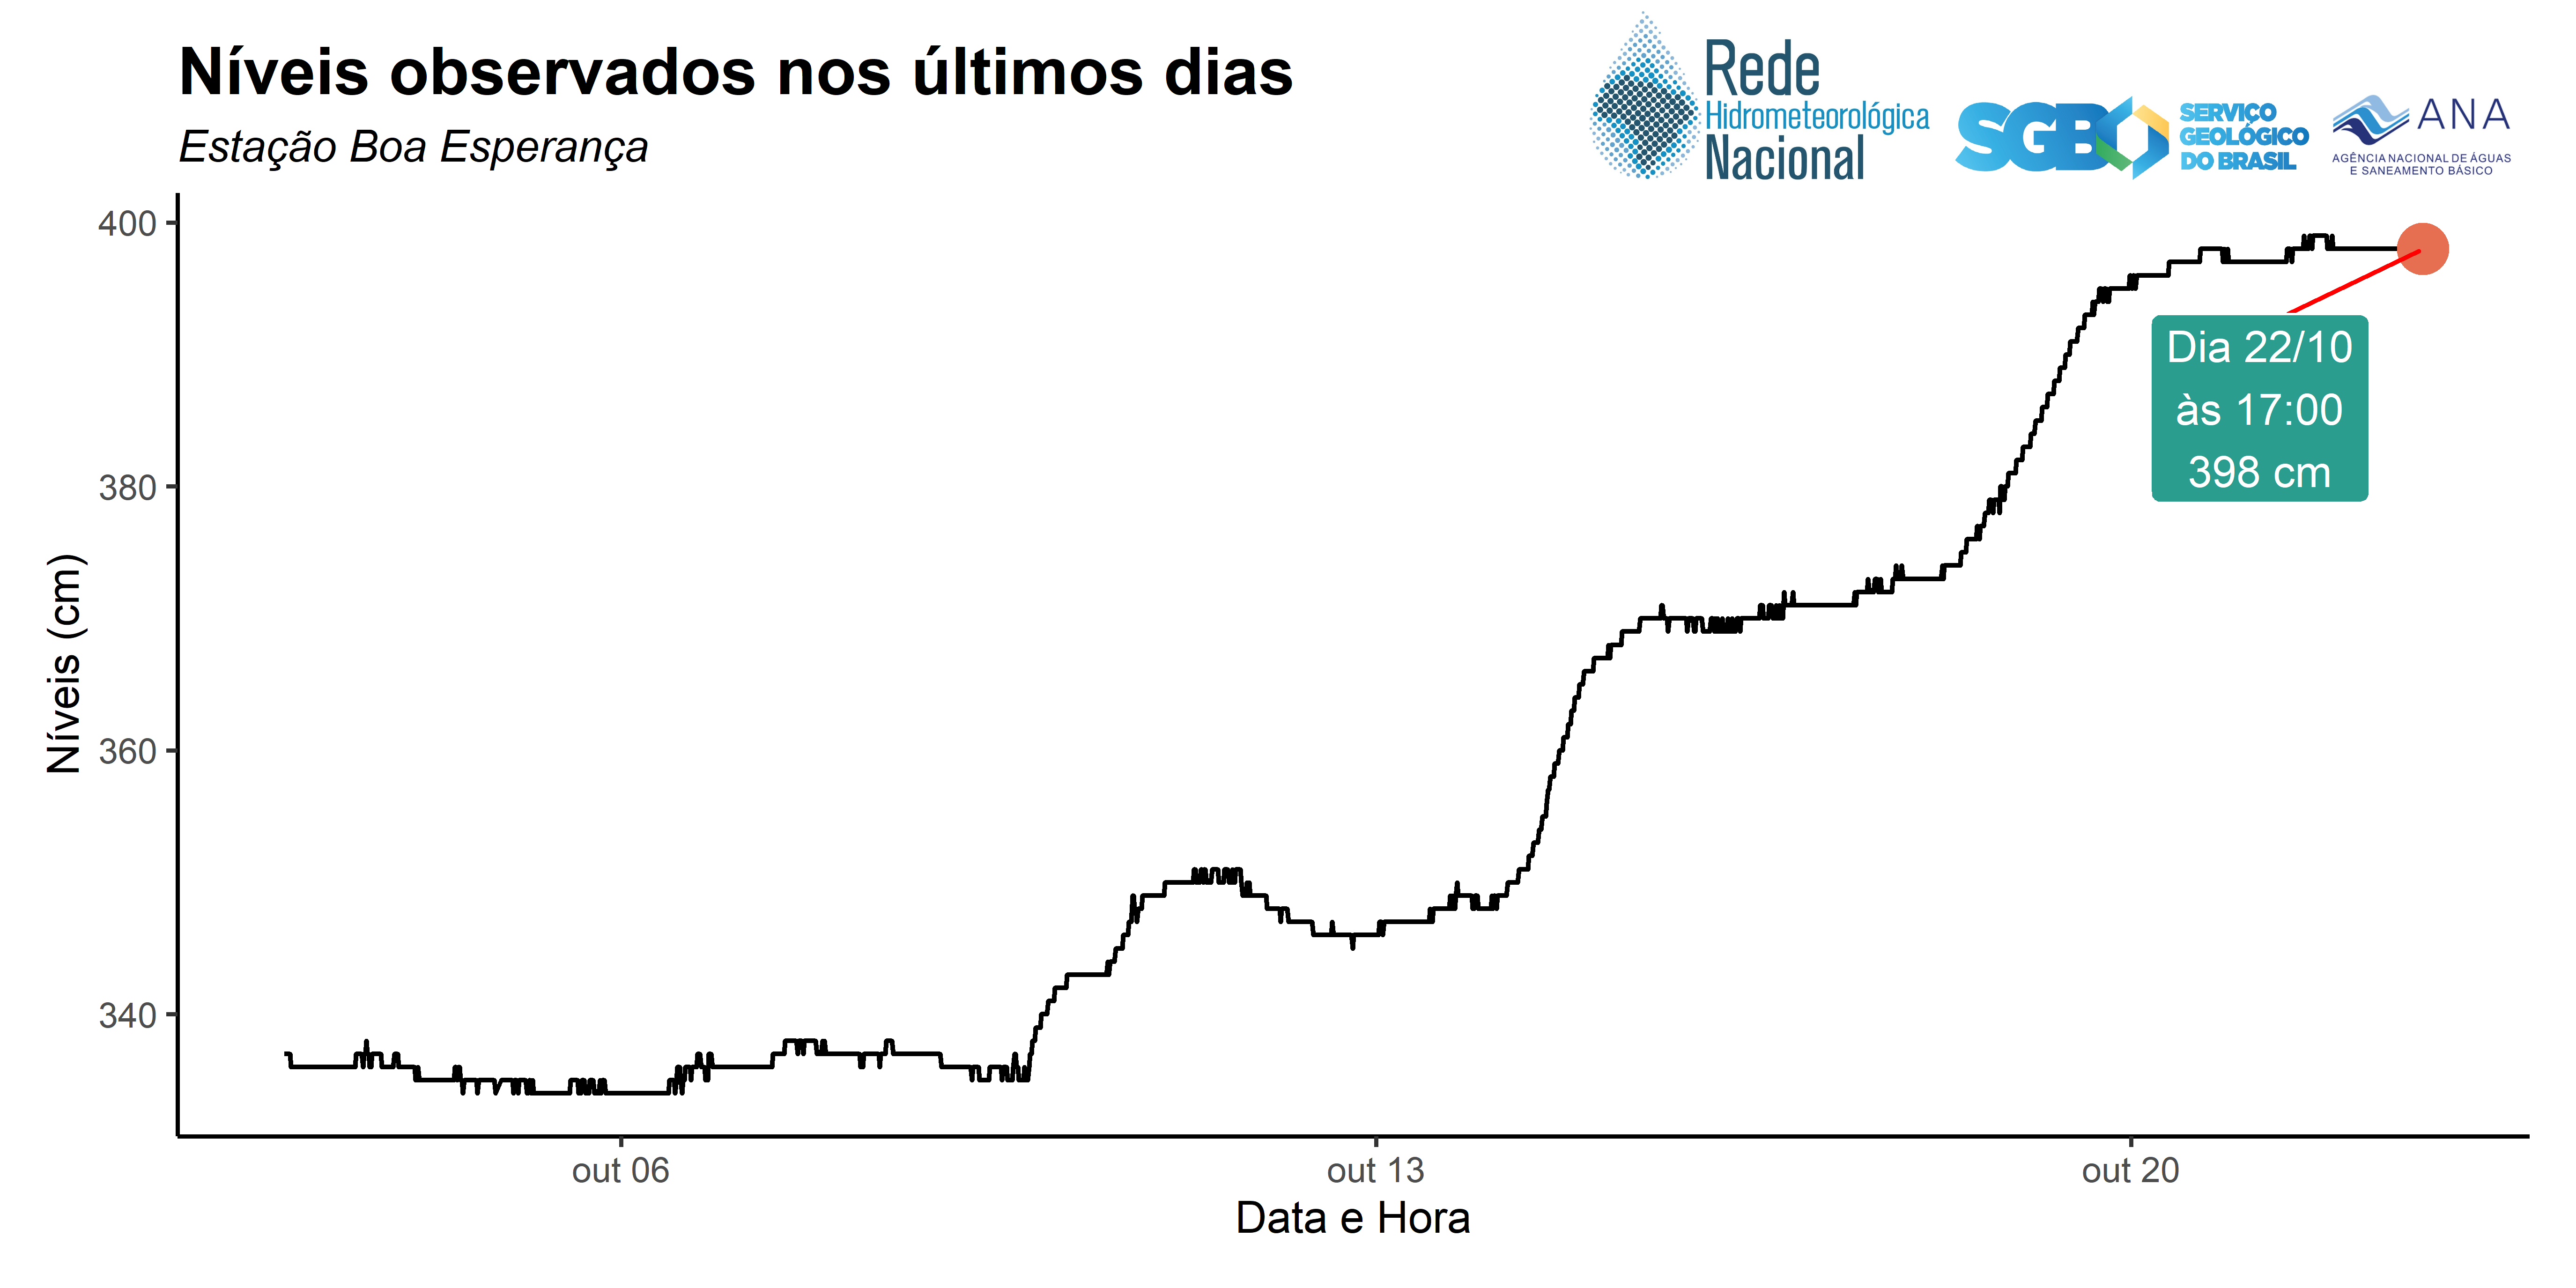 Níveis observados nos últimos dias
Estação Boa Esperança
Rede
Hidrometeorológica
Nacional
SGB
SERVIÇO
GEOLÓGICO
DO BRASIL
ANA
AGÊNCIA NACIONAL DE ÁGUAS
E SANEAMENTO BÁSICO
400
380
360
340
Níveis (cm)
Dia 22/10
às 17:00
398 cm
out 06
out 13
out 20
Data e Hora